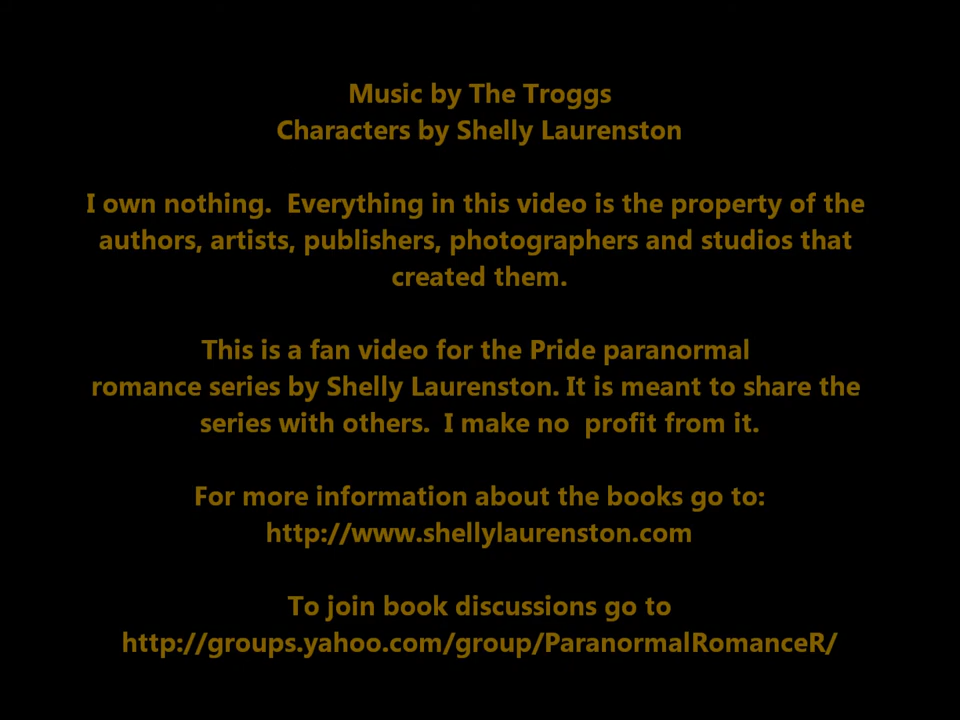 Music by The Troggs
Characters by Shelly Laurenston
I own nothing.  Everything in this video is the property of the
authors, artists, publishers, photographers and studios that
created them.
This is a fan video for the Pride paranormal
romance series by Shelly Laurenston. It is meant to share the
series with others.  I make no  profit from it.
For more information about the books go to:
http://www.shellylaurenston.com
To join book discussions go to
http://groups.yahoo.com/group/ParanormalRomanceR/